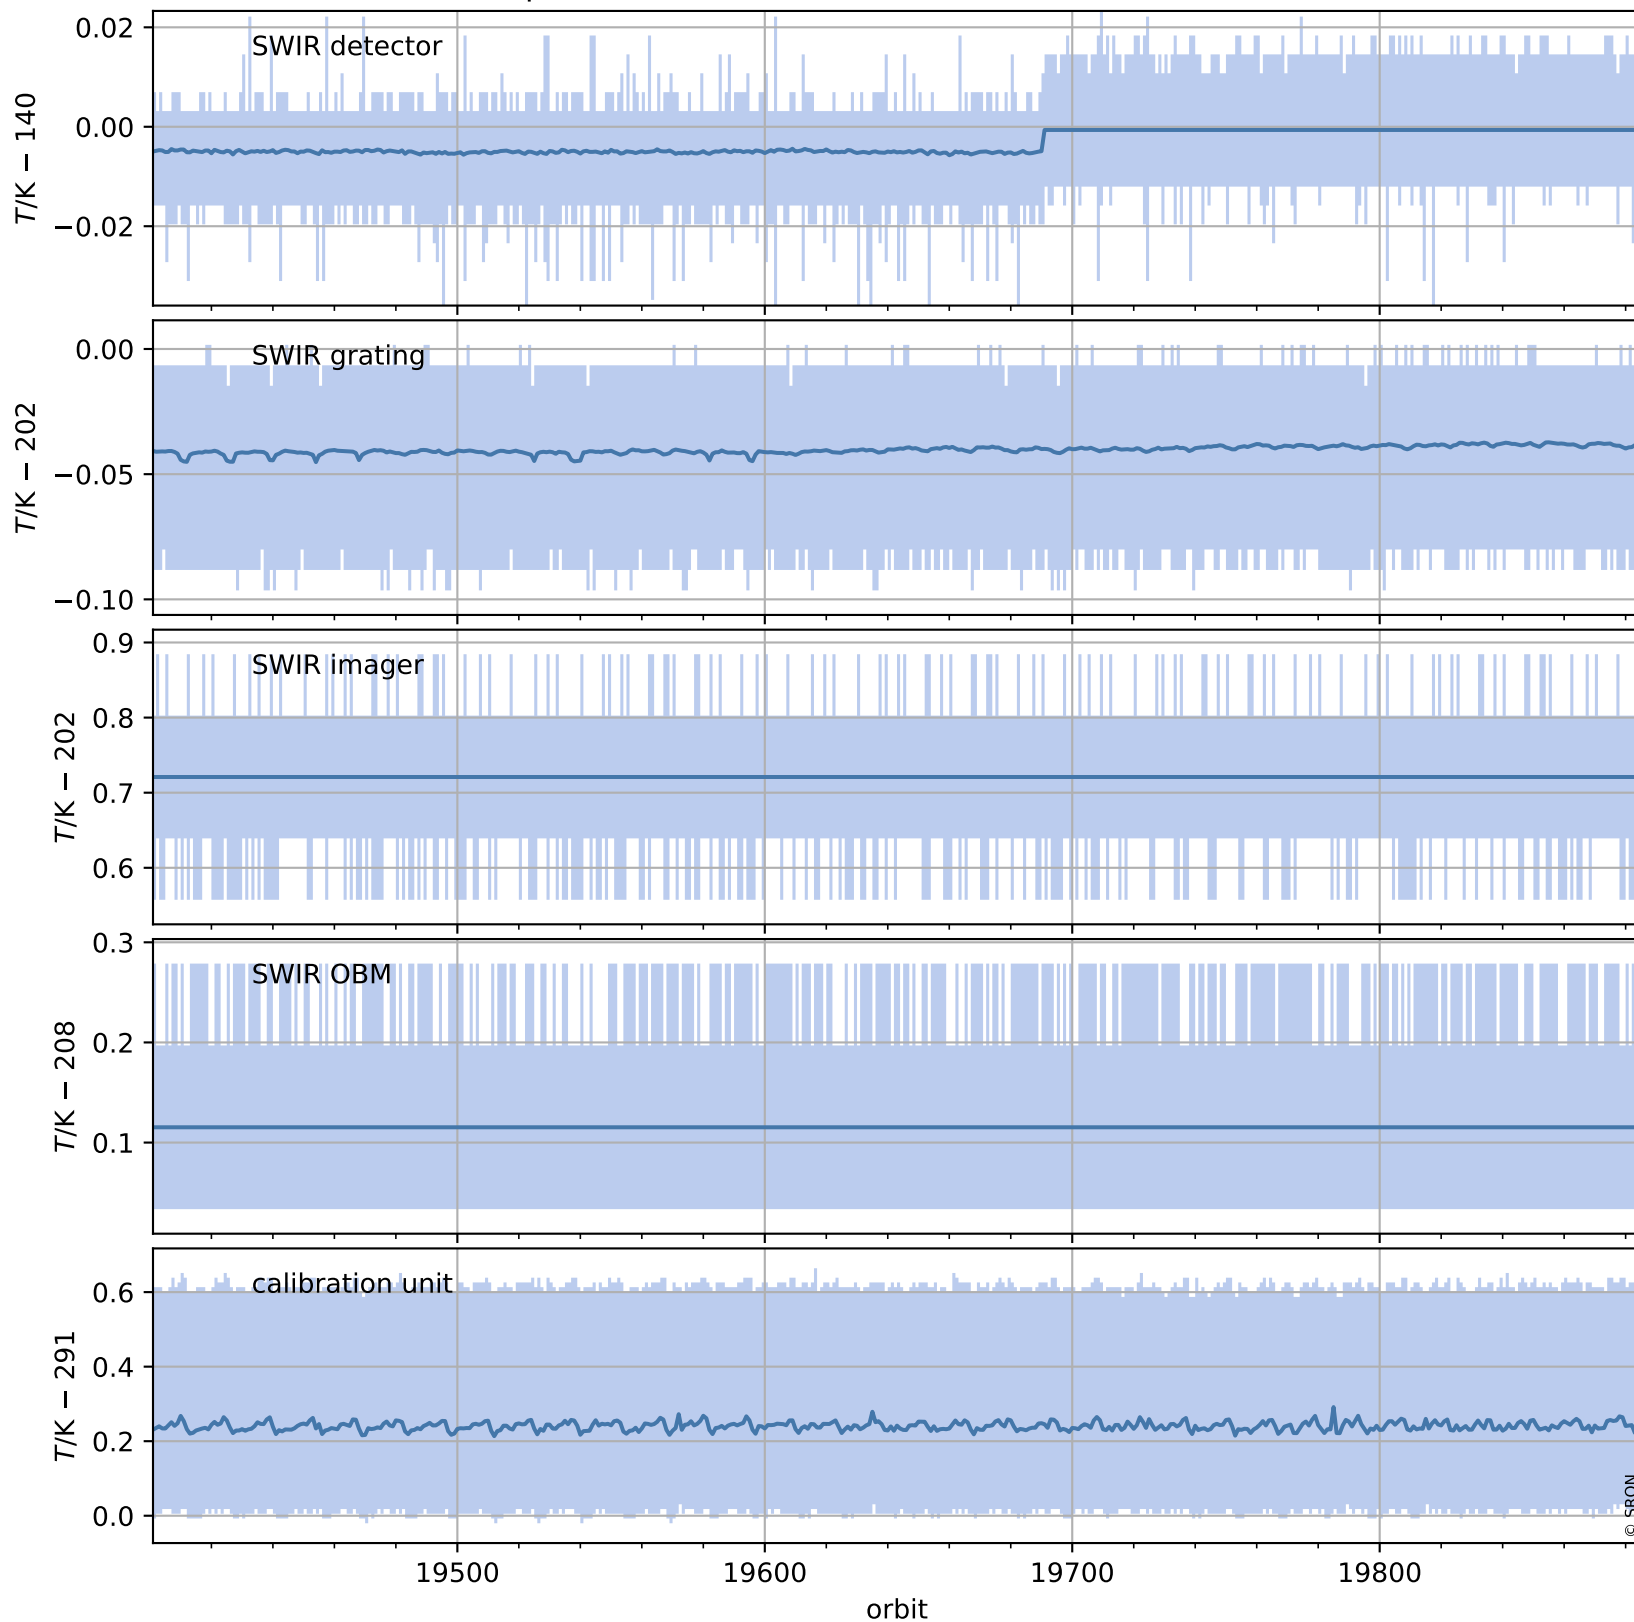 0.02
SWIR detector
0.00
−0.02
T/K − 140
0.00
SWIR grating
−0.05
−0.10
T/K − 202
0.9
SWIR imager
0.8
0.7
0.6
T/K − 202
0.3
SWIR OBM
0.2
0.1
T/K − 208
calibration unit
0.6
0.4
0.2
0.0
T/K − 291
© SRON
19500 19600 19700 19800
orbit